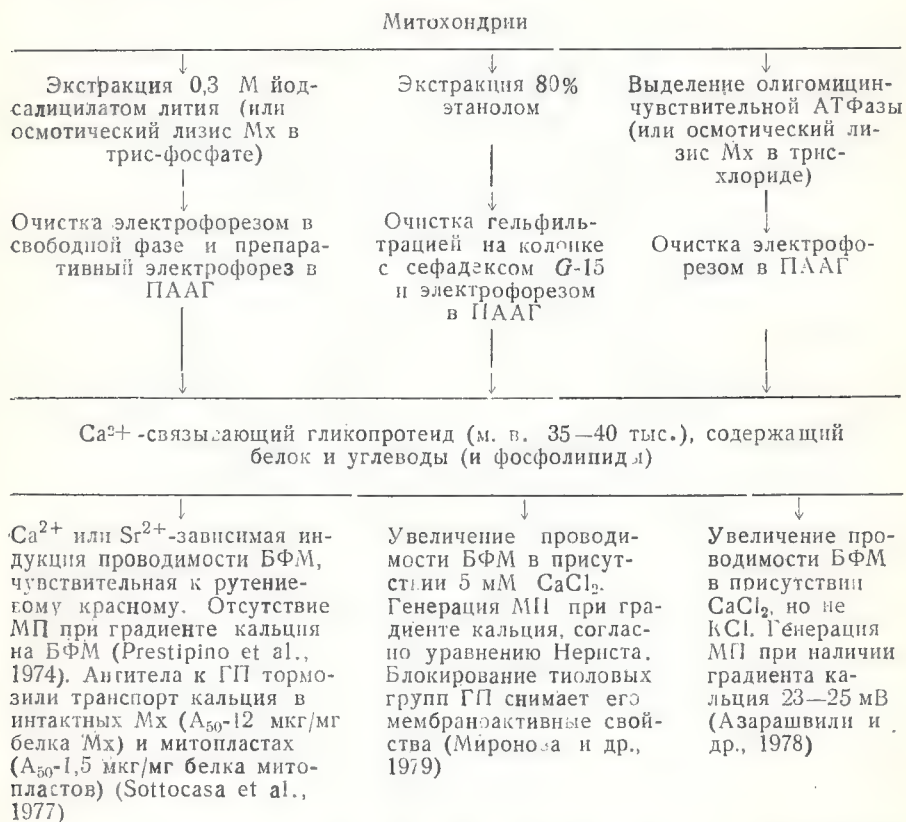 Митохондрии
Экстракция 0,3 М йод-
салицилатом лития (или
осмотический лизис Мх в
трис-фосфате)
Очистка электрофорезом в
свободной фазе и препара-
тивный электрофорез в
ПААГ
Экстракция 80%
этанолом
Очистка гельфиль-
трацией на колонке
с сефадексом G-15
и электрофорезом
в ПААГ
Выделение олигомицин-
чувствительной АТФазы
(или осмотический ли-
зис Мх в трис-
хлориде)
Очистка электрофо-
резом в ПААГ
Ca²⁺-связывающий гликопротеид (м. в. 35—40 тыс.), содержащий
белок и углеводы (и фосфолипиды)
Ca²⁺ или Sr²⁺-зависимая ин-
дукция проводимости БФМ,
чувствительная к рутение-
вому красному. Отсутствие
МП при градиенте кальция
на БФМ (Prestipino et al.,
1974). Антитела к ГП тормо-
зили транспорт кальция в
интактных Мх (А₅₀-12 мкг/мг
белка Мх) и митопластах
(А₅₀-1,5 мкг/мг белка мито-
пластов) (Sottocasa et al.,
1977)
Увеличение проводи-
мости БФМ в присут-
ствии 5 мМ CaCl₂.
Генерация МП при гра-
диенте кальция, соглас-
но уравнению Нернста.
Блокирование тиоловых
групп ГП снимает его
мембраноактивные свой-
ства (Миронова и др.,
1979)
Увеличение про-
водимости БФМ
в присутствии
CaCl₂, но не
KCl. Генерация
МП при наличии
градиента ка-
льция 23—25 мВ
(Азарашвили и
др., 1978)